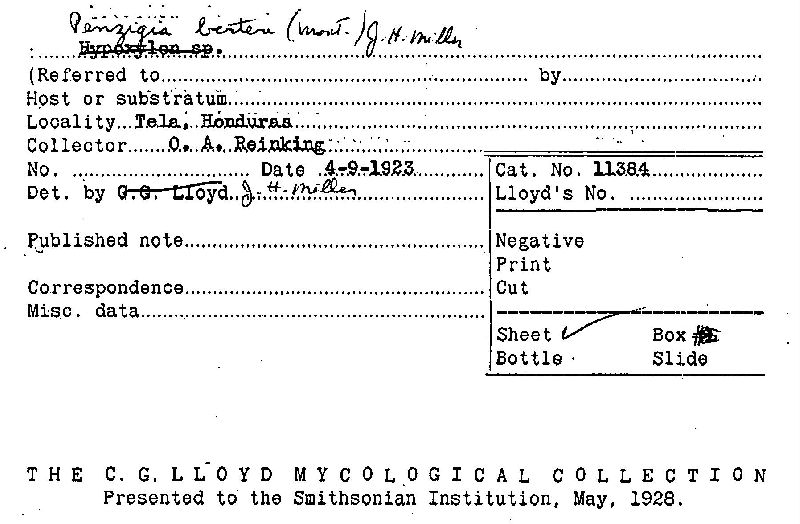 Penzigia berteri (Mont.) J. H. Miller
Hypoxylon sp.
(Referred to by
Host or substratum
Locality Tela, Honduras
Collector O. A. Reinking
No. Date 4-9-1923 Cat. No. 11384
Det. by C.G. Lloyd J. H. Miller Lloyd's No.
Published note Negative
Print
Correspondence Cut
Misc. data
Sheet ✓ Box
Bottle Slide
THE C. G. LLOYD MYCOLOGICAL COLLECTION
Presented to the Smithsonian Institution, May, 1928.